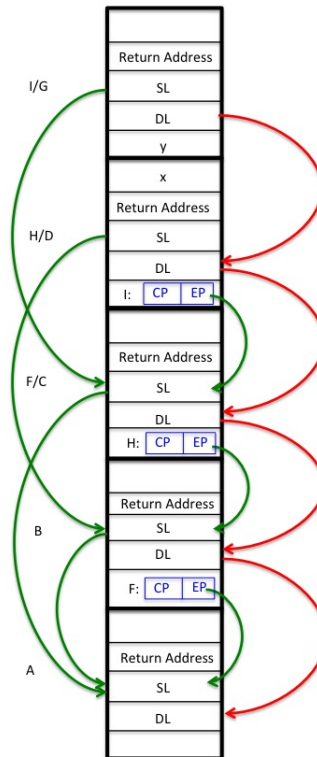 Return Address
I/G SL
DL
y
x
Return Address
H/D SL
DL
I: CP EP
Return Address
F/C SL
DL
H: CP EP
Return Address
B SL
DL
F: CP EP
Return Address
A SL
DL